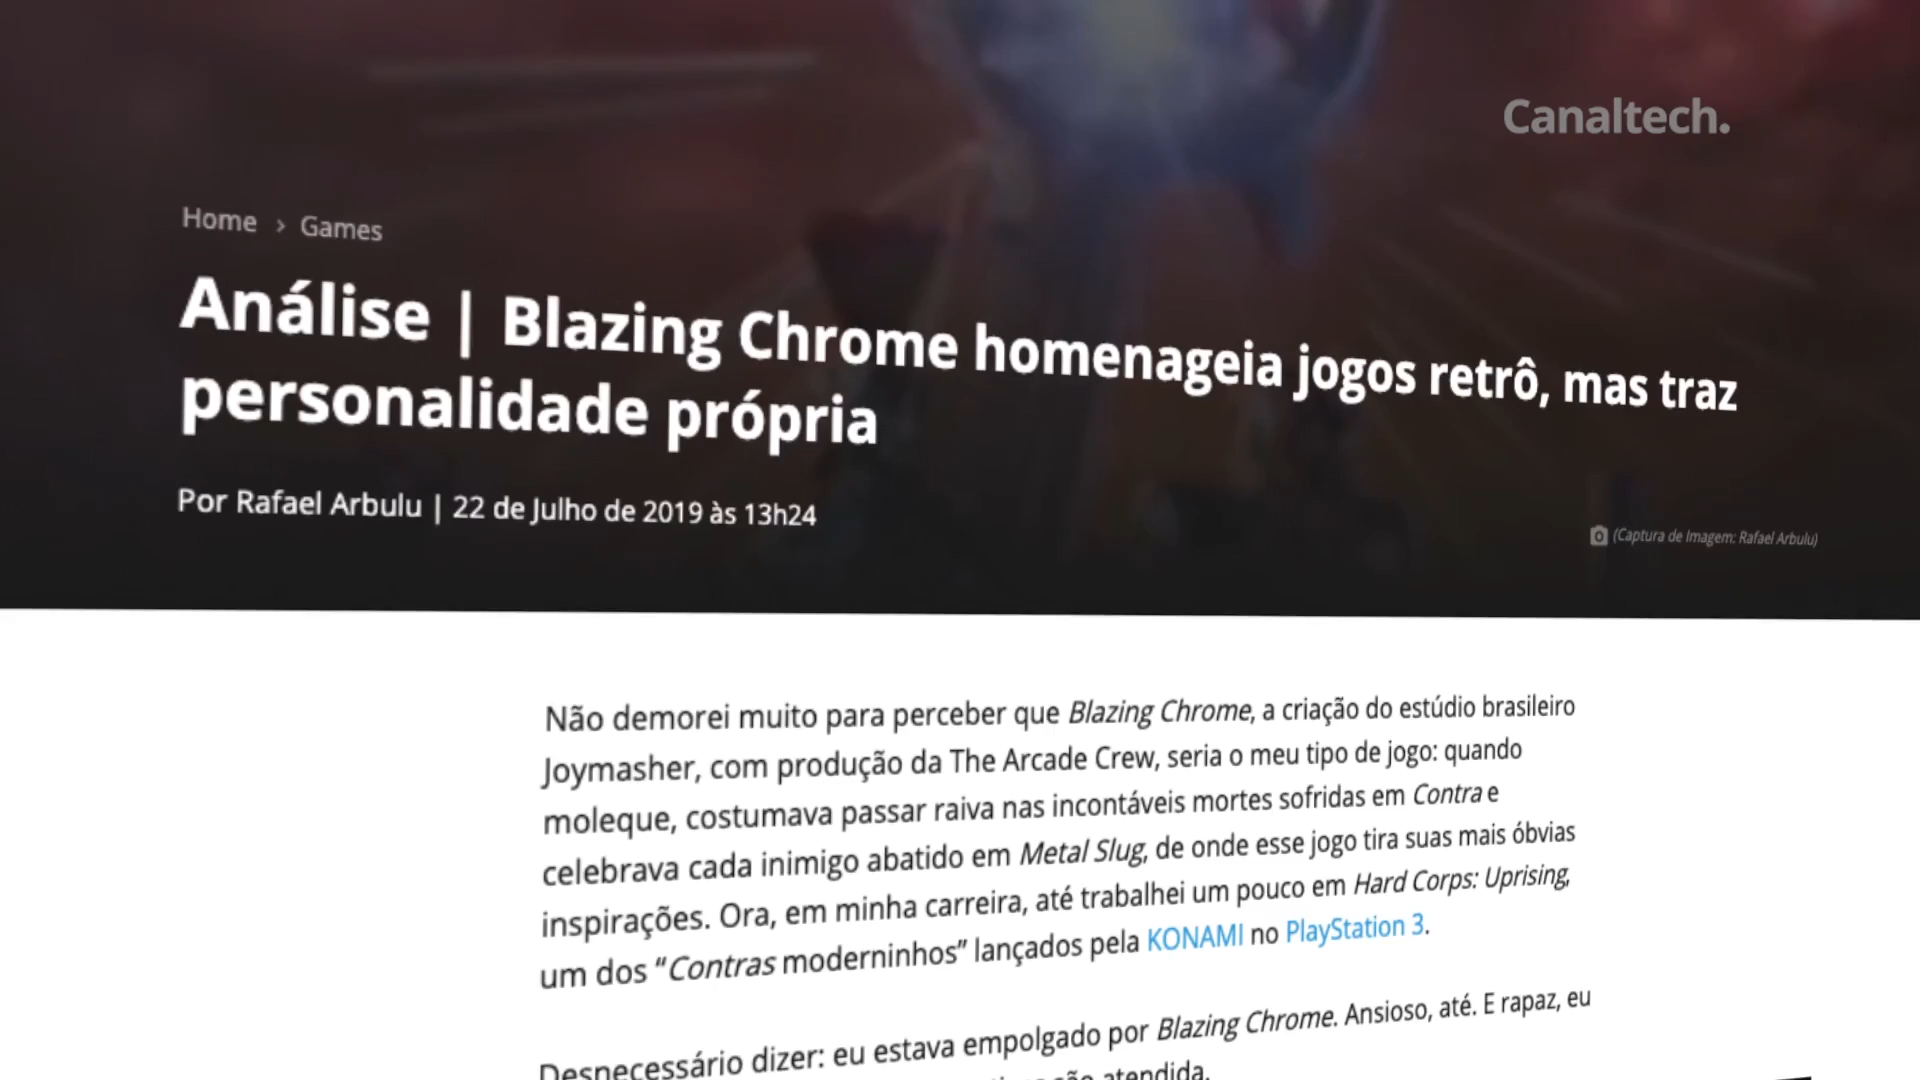 Canaltech.
Home > Games
Análise | Blazing Chrome homenageia jogos retrô, mas traz
personalidade própria
Por Rafael Arbulu | 22 de Julho de 2019 às 13h24
(Captura de Imagem: Rafael Arbulu)
Não demorei muito para perceber que Blazing Chrome, a criação do estúdio brasileiro
Joymasher, com produção da The Arcade Crew, seria o meu tipo de jogo: quando
moleque, costumava passar raiva nas incontáveis mortes sofridas em Contra e
celebrava cada inimigo abatido em Metal Slug, de onde esse jogo tira suas mais óbvias
inspirações. Ora, em minha carreira, até trabalhei um pouco em Hard Corps: Uprising,
um dos “Contras moderninhos” lançados pela KONAMI no PlayStation 3.
Desnecessário dizer: eu estava empolgado por Blazing Chrome. Ansioso, até. E rapaz, eu
atendida.